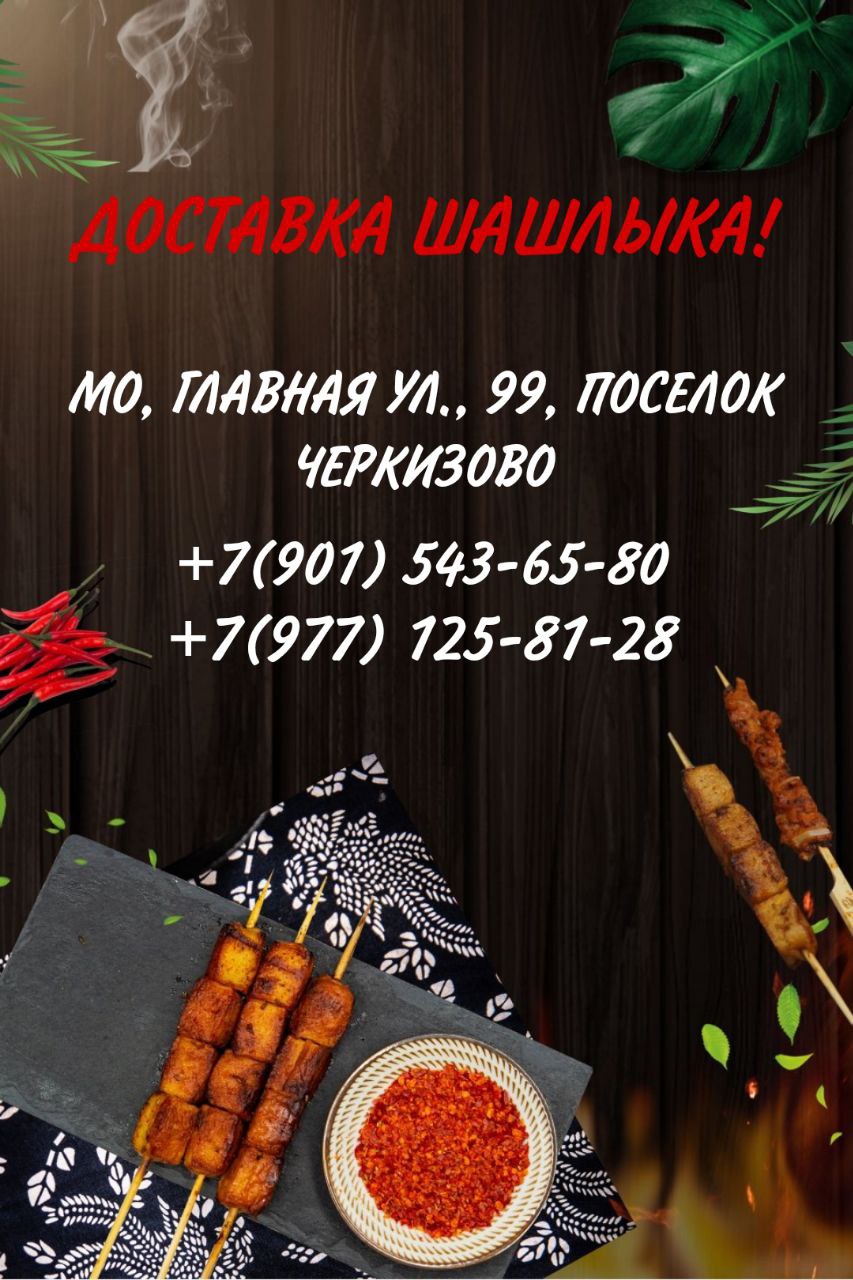 ДОСТАВКА ШАШЛЫКА!
МО, ГЛАВНАЯ УЛ., 99, ПОСЕЛОК
ЧЕРКИЗОВО
+7(901) 543-65-80
+7(977) 125-81-28